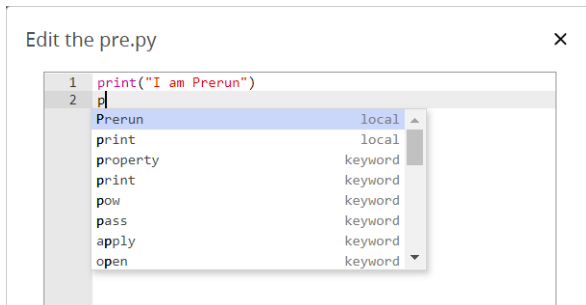 Edit the pre.py ×
1 print("I am Prerun")
2 p
Prerun local
print local
property keyword
print keyword
pow keyword
pass keyword
apply keyword
open keyword